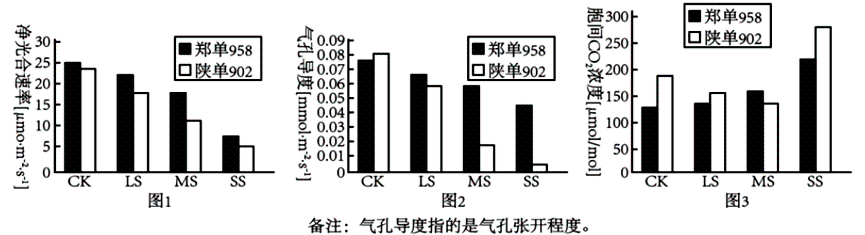 净光合速率[μmo·m⁻²·s⁻¹]
30
25
20
15
10
5
0
郑单958
陕单902
CK LS MS SS
图1
气孔导度[mmol·m⁻²·s⁻¹]
0.09
0.08
0.07
0.06
0.05
0.04
0.03
0.02
0.01
0
郑单958
陕单902
CK LS MS SS
图2
胞间CO₂浓度[μmol/mol]
300
250
200
150
100
50
0
郑单958
陕单902
CK LS MS SS
图3
备注：气孔导度指的是气孔张开程度。